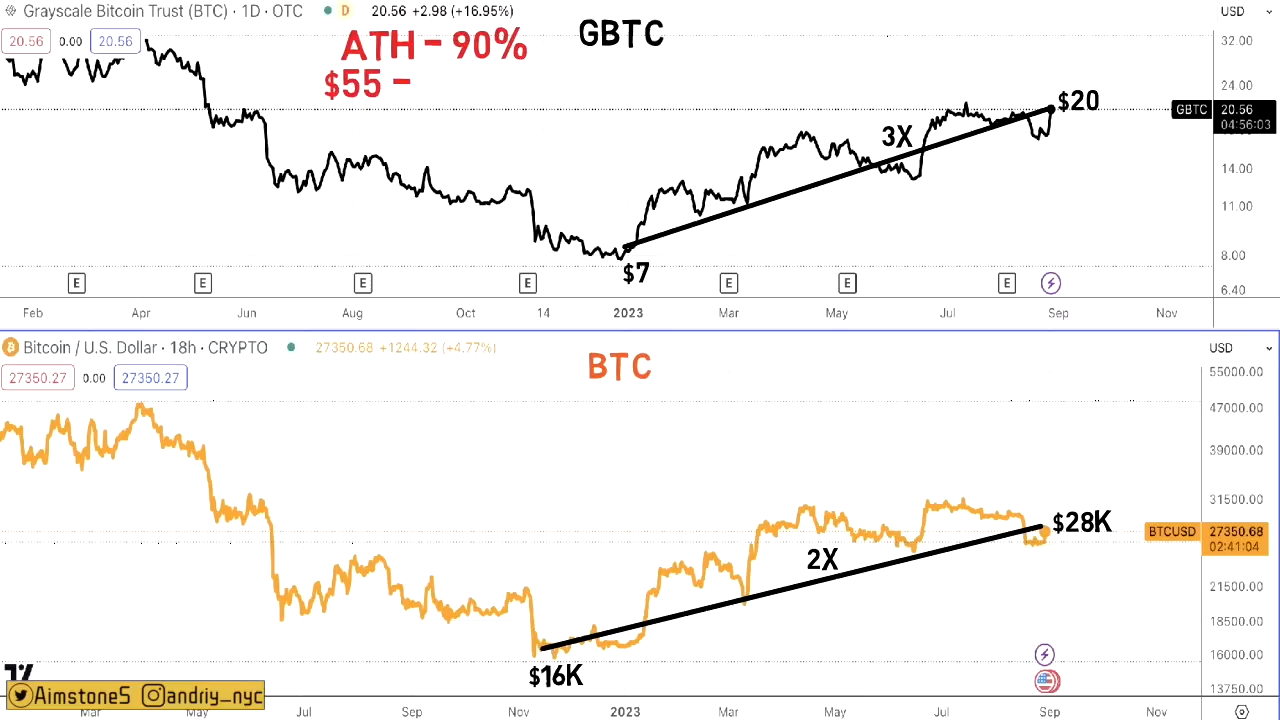 Grayscale Bitcoin Trust (BTC) · 1D · OTC D 20.56 +2.98 (+16.95%) USD
20.56 0.00 20.56
ATH - 90%
$55 -
GBTC
32.00
24.00
$20
GBTC 20.56
04:56:03
3X
14.00
11.00
8.00
$7
E E E E E E E
6.40
Feb Apr Jun Aug Oct 14 2023 Mar May Jul Sep Nov
Bitcoin / U.S. Dollar · 18h · CRYPTO 27350.68 +1244.32 (+4.77%) USD
27350.27 0.00 27350.27
BTC
55000.00
47000.00
39000.00
31500.00
$28K
BTCUSD 27350.68
02:41:04
2X
21500.00
18500.00
16000.00
$16K
13750.00
AimstoneS andriy_nyc
Mar May Jul Sep Nov 2023 Mar May Jul Sep Nov